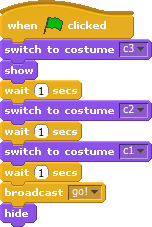 when clicked
switch to costume c3
show
wait 1 secs
switch to costume c2
wait 1 secs
switch to costume c1
wait 1 secs
broadcast go!
hide